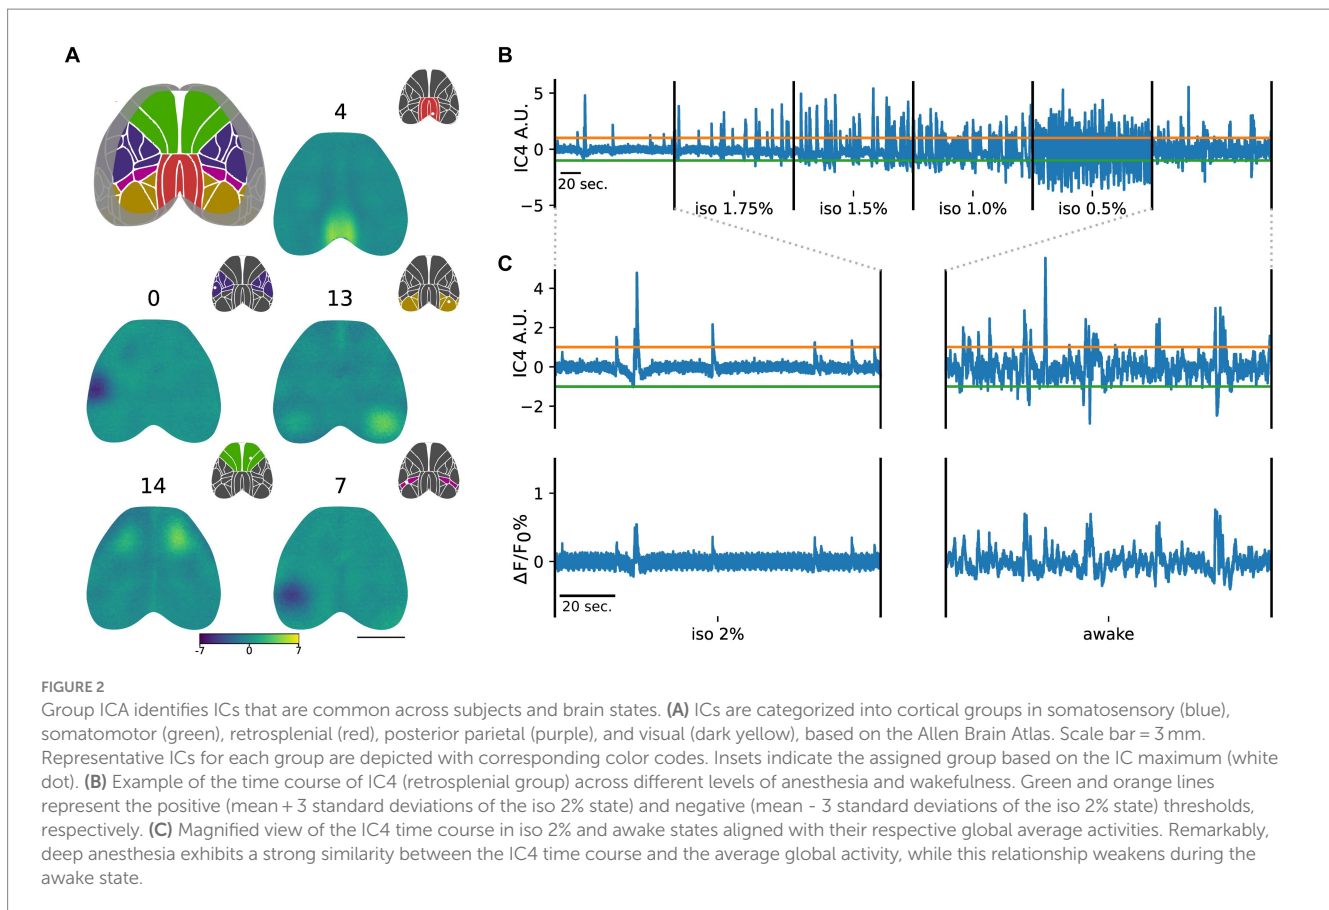 A
4
0
13
14
7
-7 0 7
B
IC4 A.U.
5
0
−5
20 sec.
iso 1.75%
iso 1.5%
iso 1.0%
iso 0.5%
C
IC4 A.U.
4
2
0
−2
ΔF/F0%
1
0
20 sec.
iso 2%
awake
FIGURE 2
Group ICA identifies ICs that are common across subjects and brain states. (A) ICs are categorized into cortical groups in somatosensory (blue),
somatomotor (green), retrosplenial (red), posterior parietal (purple), and visual (dark yellow), based on the Allen Brain Atlas. Scale bar = 3 mm.
Representative ICs for each group are depicted with corresponding color codes. Insets indicate the assigned group based on the IC maximum (white
dot). (B) Example of the time course of IC4 (retrosplenial group) across different levels of anesthesia and wakefulness. Green and orange lines
represent the positive (mean + 3 standard deviations of the iso 2% state) and negative (mean - 3 standard deviations of the iso 2% state) thresholds,
respectively. (C) Magnified view of the IC4 time course in iso 2% and awake states aligned with their respective global average activities. Remarkably,
deep anesthesia exhibits a strong similarity between the IC4 time course and the average global activity, while this relationship weakens during the
awake state.